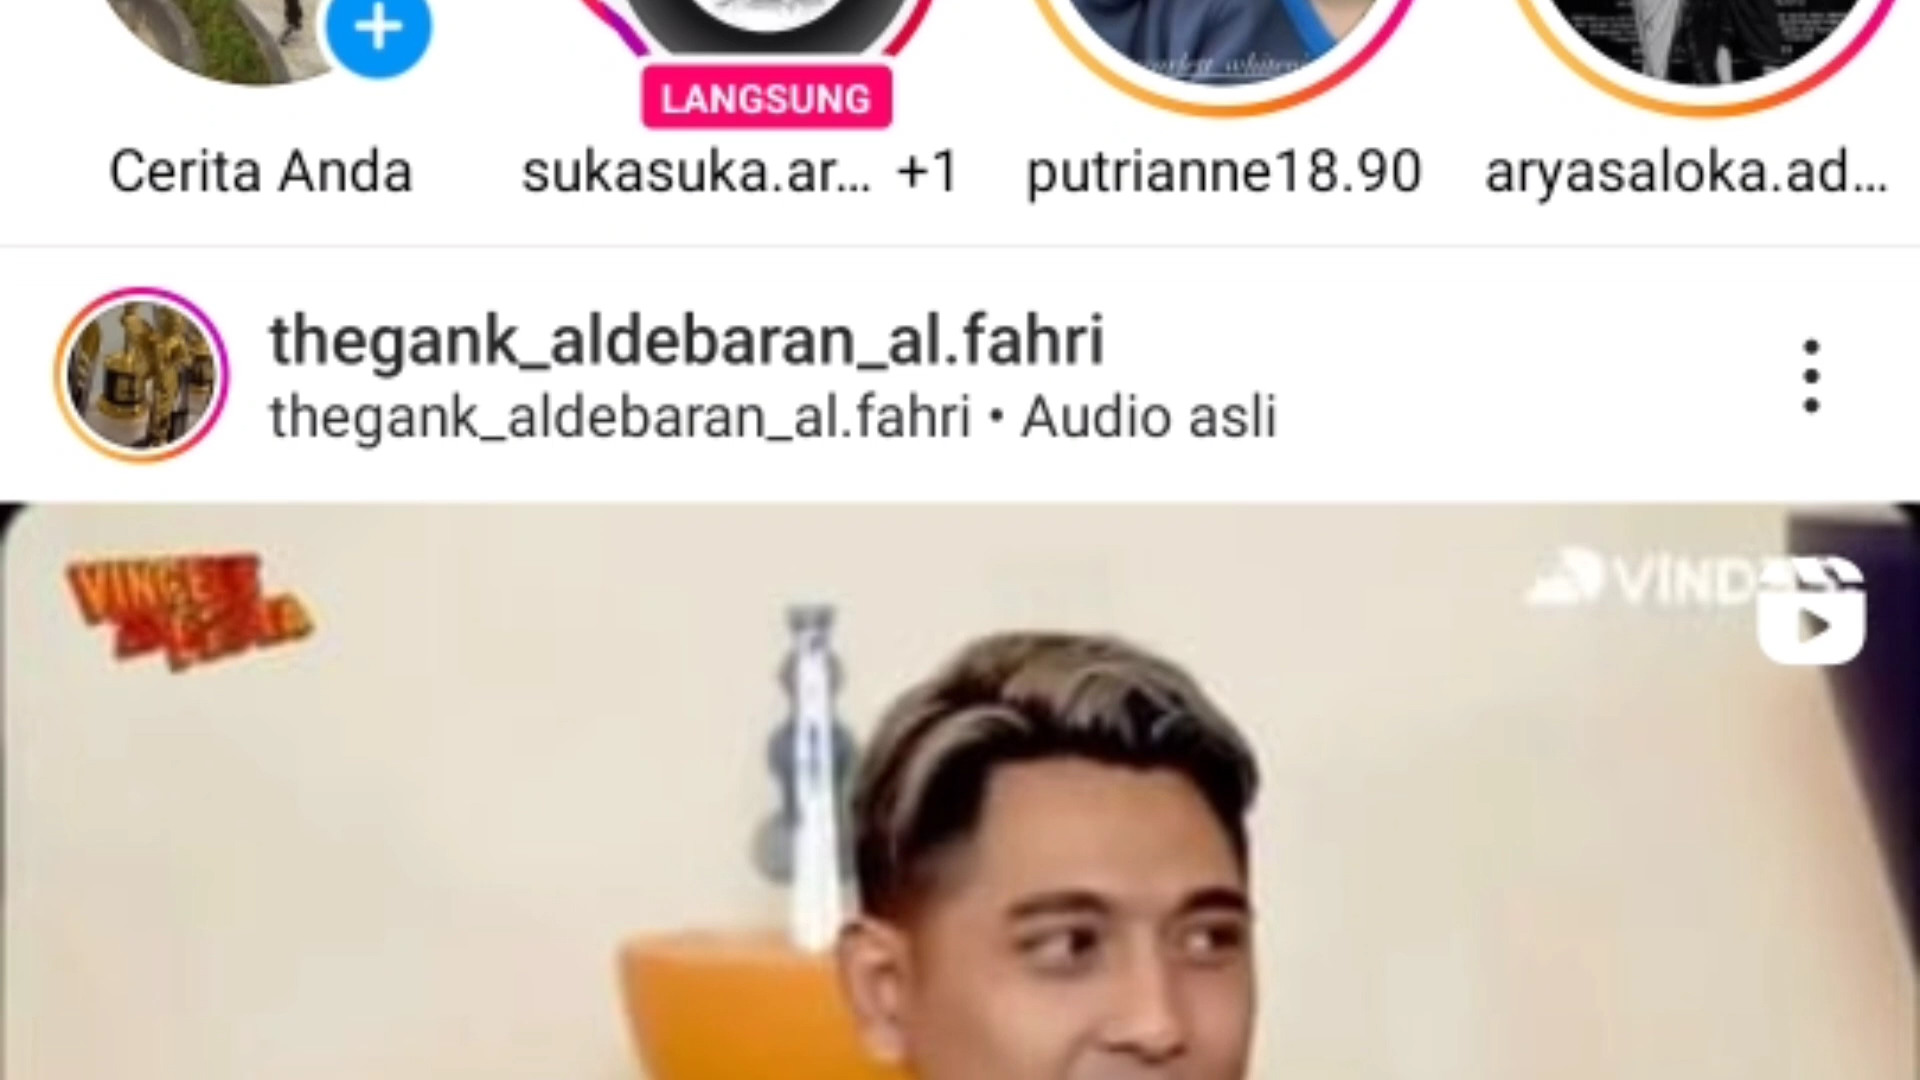 LANGSUNG
Cerita Anda
sukasuka.ar... +1
putrianne18.90
aryasaloka.ad...
thegank_aldebaran_al.fahri
thegank_aldebaran_al.fahri • Audio asli